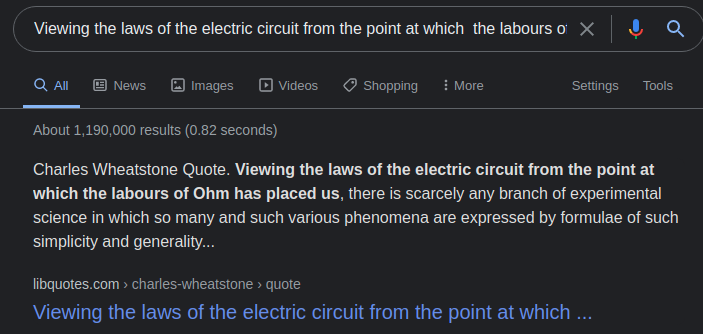 Viewing the laws of the electric circuit from the point at which  the labours of
All News Images Videos Shopping More Settings Tools
About 1,190,000 results (0.82 seconds)
Charles Wheatstone Quote. Viewing the laws of the electric circuit from the point at
which the labours of Ohm has placed us, there is scarcely any branch of experimental
science in which so many and such various phenomena are expressed by formulae of such
simplicity and generality...
libquotes.com › charles-wheatstone › quote
Viewing the laws of the electric circuit from the point at which ...